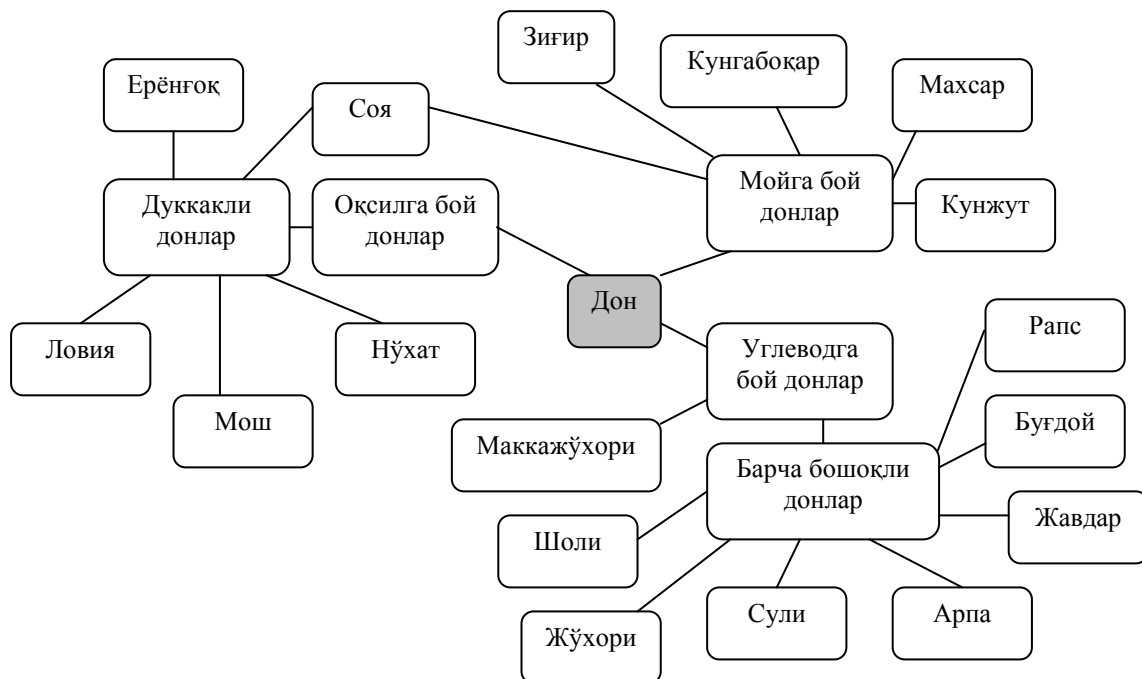 Зиғир
Кунгабоқар
Махсар
Ерёнғоқ
Соя
Дуккакли
донлар
Оқсилга бой
донлар
Мойга бой
донлар
Кунжут
Дон
Ловия
Нўхат
Мош
Углеводга
бой донлар
Рапс
Маккажўхори
Буғдой
Барча бошоқли
донлар
Шоли
Жавдар
Жўхори
Сули
Арпа